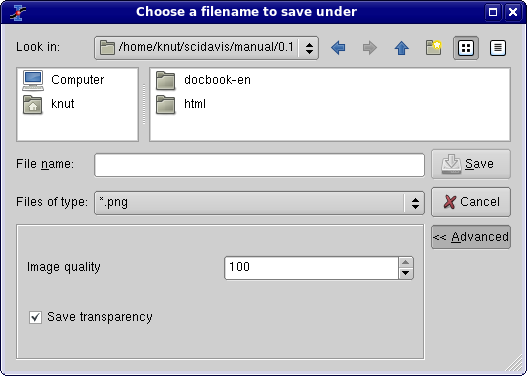 Choose a filename to save under
Look in: /home/knut/scidavis/manual/0.1
Computer
knut
docbook-en
html
File name: Save
Files of type: *.png Cancel
<< Advanced
Image quality 100
Save transparency